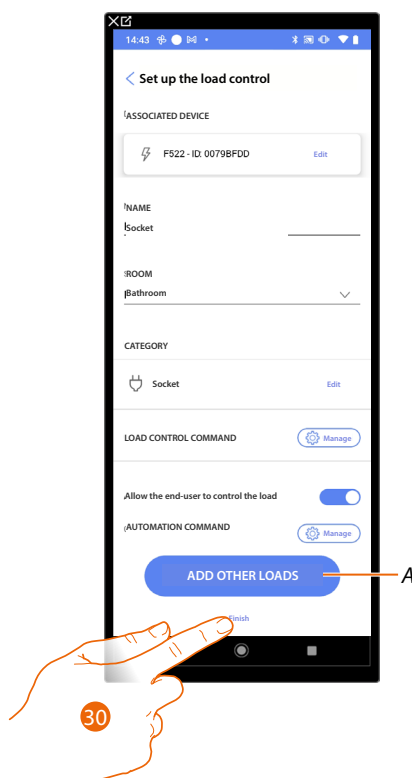 14:43
Set up the load control
ASSOCIATED DEVICE
F522 - ID: 0079BFDD Edit
NAME
Socket
ROOM
Bathroom
CATEGORY
Socket Edit
LOAD CONTROL COMMAND Manage
Allow the end-user to control the load
AUTOMATION COMMAND Manage
ADD OTHER LOADS A
Finish
30